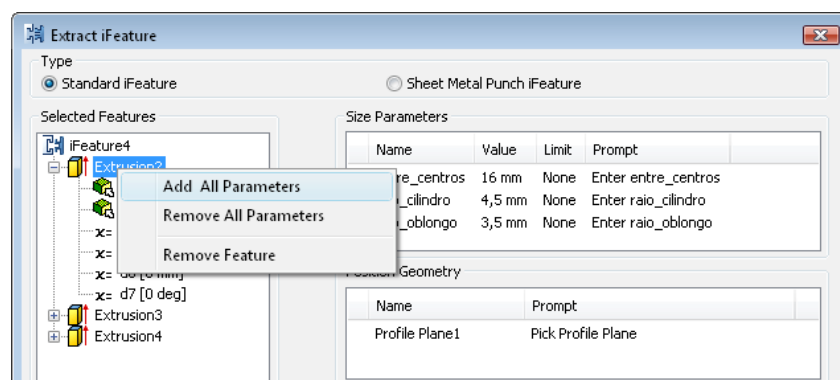 Extract iFeature
Type
Standard iFeature
Sheet Metal Punch iFeature
Selected Features
iFeature4
Extrusion2
Add All Parameters
Remove All Parameters
Remove Feature
d7 [0 deg]
Extrusion3
Extrusion4
Size Parameters
Name Value Limit Prompt
ntre_centros 16 mm None Enter entre_centros
_cilindro 4,5 mm None Enter raio_cilindro
_oblongo 3,5 mm None Enter raio_oblongo
Position Geometry
Name Prompt
Profile Plane1 Pick Profile Plane